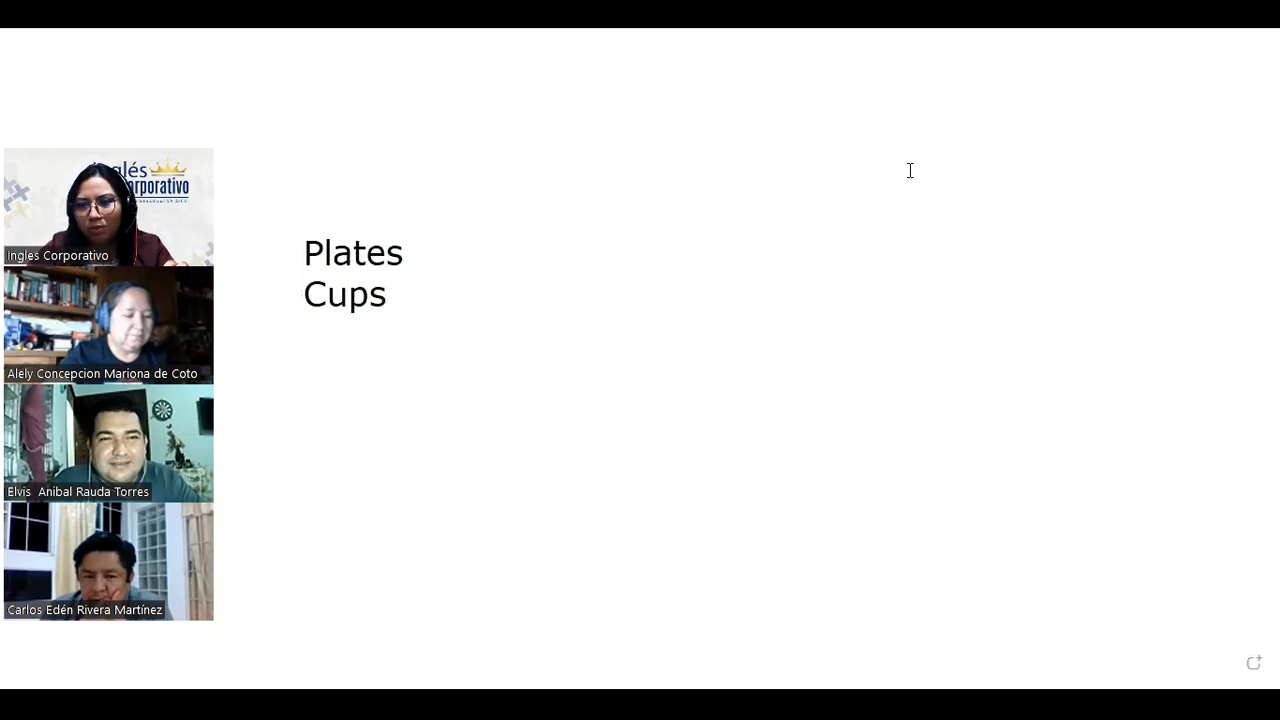 Inglés
Corporativo
Ingles Corporativo
Alely Concepcion Mariona de Coto
Elvis Anibal Rauda Torres
Carlos Edén Rivera Martínez
Plates
Cups